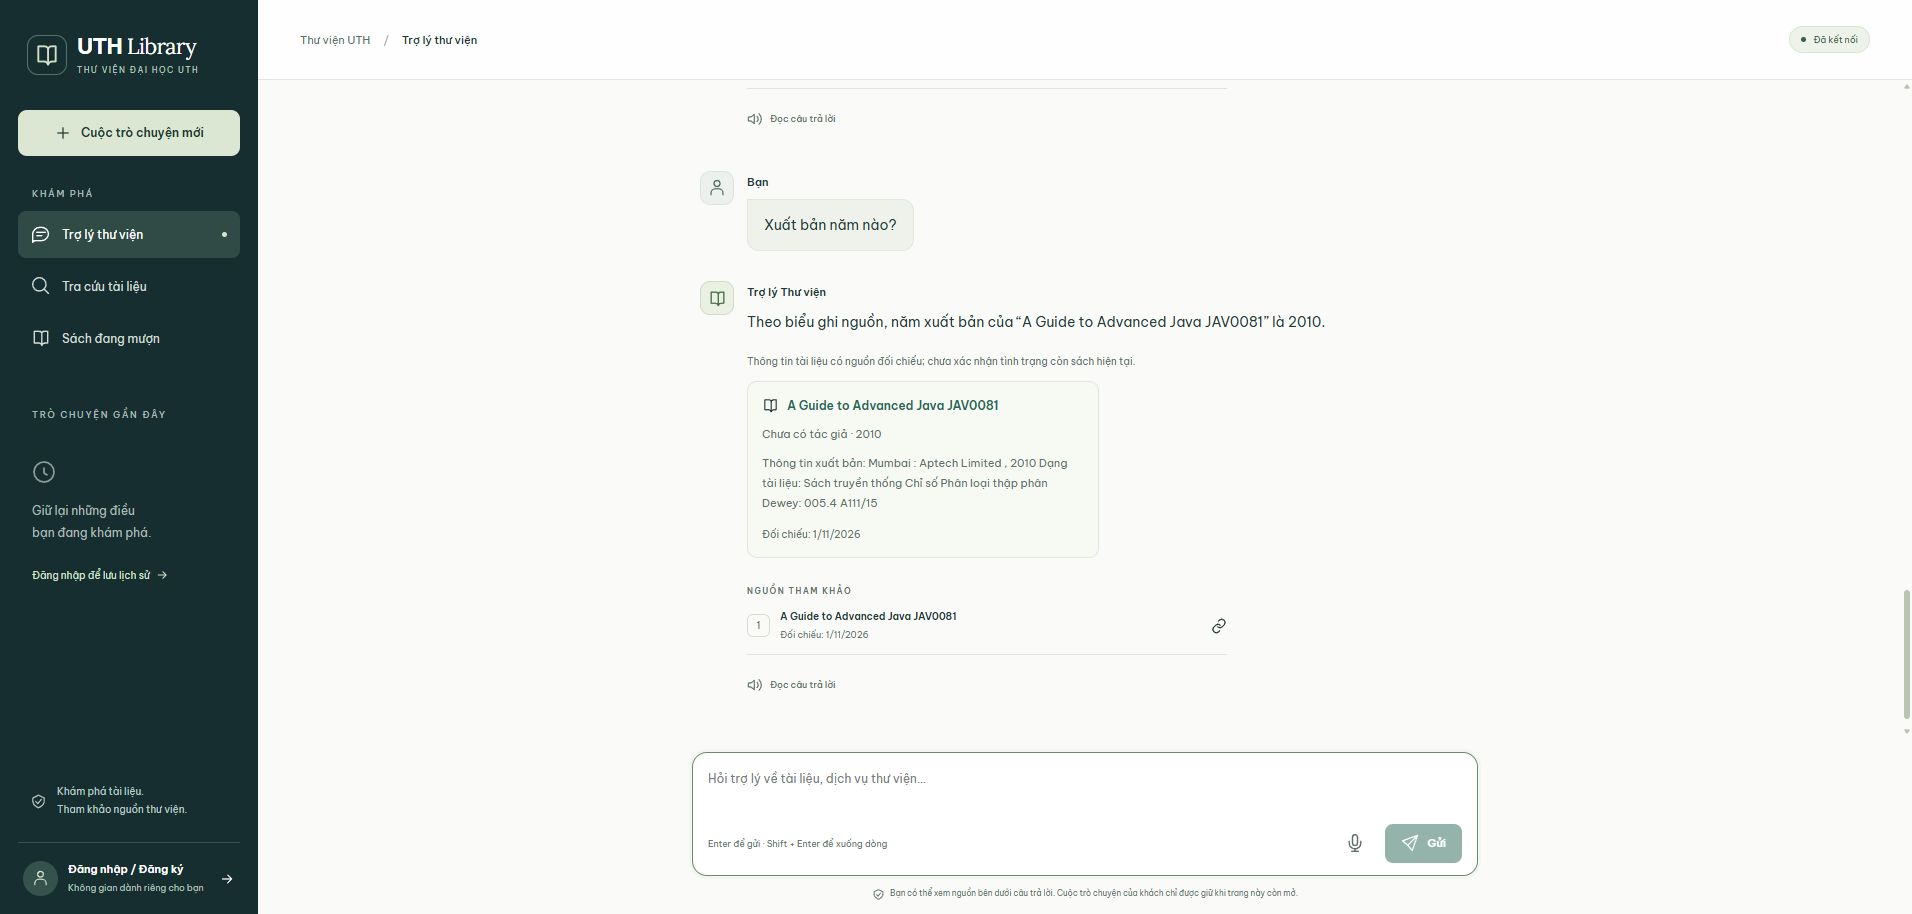 UTH Library
THƯ VIỆN ĐẠI HỌC UTH
Cuộc trò chuyện mới
KHÁM PHÁ
Trợ lý thư viện
Tra cứu tài liệu
Sách đang mượn
TRÒ CHUYỆN GẦN ĐÂY
Giữ lại những điều
bạn đang khám phá.
Đăng nhập để lưu lịch sử →
Khám phá tài liệu.
Tham khảo nguồn thư viện.
Đăng nhập / Đăng ký
Không gian dành riêng cho bạn
Thư viện UTH / Trợ lý thư viện
Đã kết nối
Đọc câu trả lời
Bạn
Xuất bản năm nào?
Trợ lý Thư viện
Theo biểu ghi nguồn, năm xuất bản của “A Guide to Advanced Java JAV0081” là 2010.
Thông tin tài liệu có nguồn đối chiếu; chưa xác nhận tình trạng còn sách hiện tại.
A Guide to Advanced Java JAV0081
Chưa có tác giả · 2010
Thông tin xuất bản: Mumbai : Aptech Limited , 2010 Dạng
tài liệu: Sách truyền thống Chỉ số Phân loại thập phân
Dewey: 005.4 A111/15
Đối chiếu: 1/11/2026
NGUỒN THAM KHẢO
1
A Guide to Advanced Java JAV0081
Đối chiếu: 1/11/2026
Đọc câu trả lời
Hỏi trợ lý về tài liệu, dịch vụ thư viện...
Enter để gửi · Shift + Enter để xuống dòng
Gửi
Bạn có thể xem nguồn bên dưới câu trả lời. Cuộc trò chuyện của khách chỉ được giữ khi trang này còn mở.